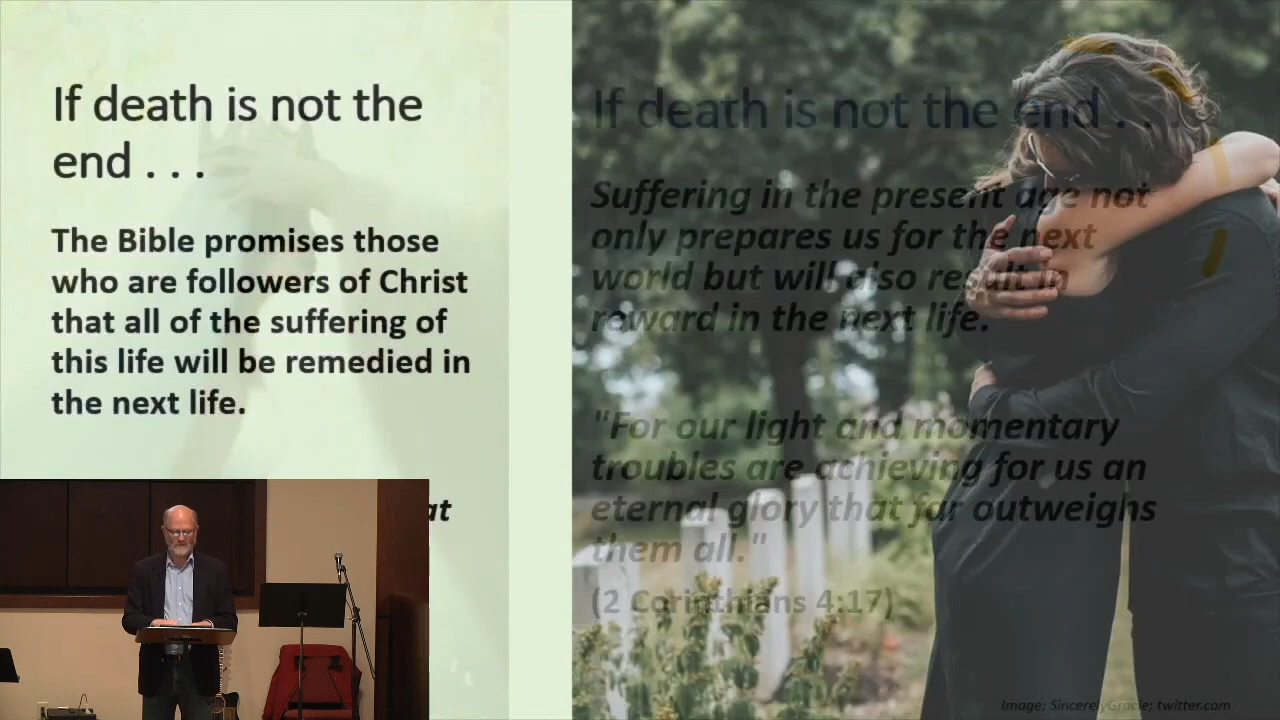 If death is not the
end . . .
The Bible promises those
who are followers of Christ
that all of the suffering of
this life will be remedied in
the next life.
at
If death is not the end . . .
Suffering in the present age not
only prepares us for the next
world but will also result in
reward in the next life.
"For our light and momentary
troubles are achieving for us an
eternal glory that far outweighs
them all."
(2 Corinthians 4:17)
Image: SincerelyGracie; twitter.com